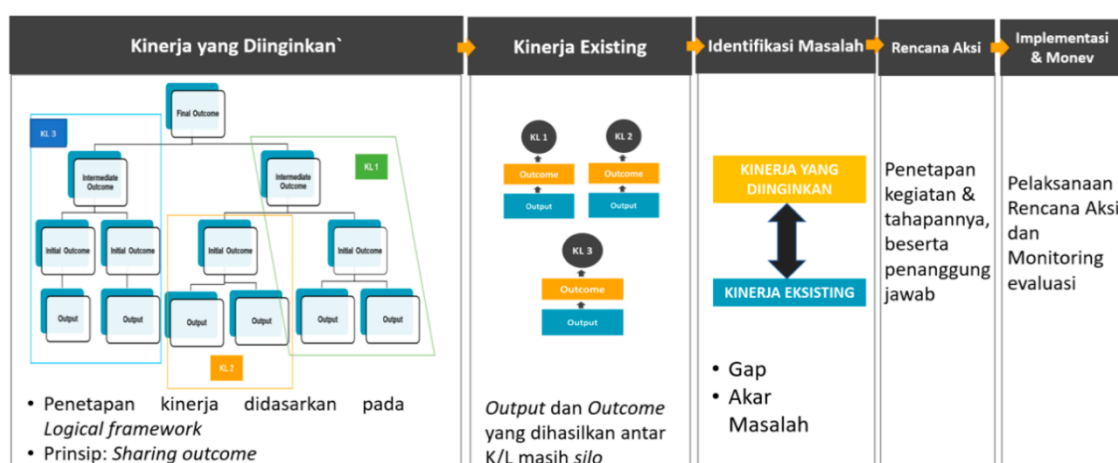 Kinerja yang Diinginkan`
Final Outcome
KL 3
KL 1
Intermediate
Outcome
Intermediate
Outcome
Initial Outcome
Initial Outcome
Initial Outcome
Initial Outcome
Output
Output
Output
Output
Output
Output
KL 2
• Penetapan kinerja didasarkan pada
Logical framework
• Prinsip: Sharing outcome
Kinerja Existing
KL 1
KL 2
Outcome
Outcome
Output
Output
KL 3
Outcome
Output
Output dan Outcome
yang dihasilkan antar
K/L masih silo
Identifikasi Masalah
KINERJA YANG
DIINGINKAN
KINERJA EKSISTING
• Gap
• Akar
Masalah
Rencana Aksi
Penetapan
kegiatan &
tahapannya,
beserta
penanggung
jawab
Implementasi
& Monev
Pelaksanaan
Rencana Aksi
dan
Monitoring
evaluasi